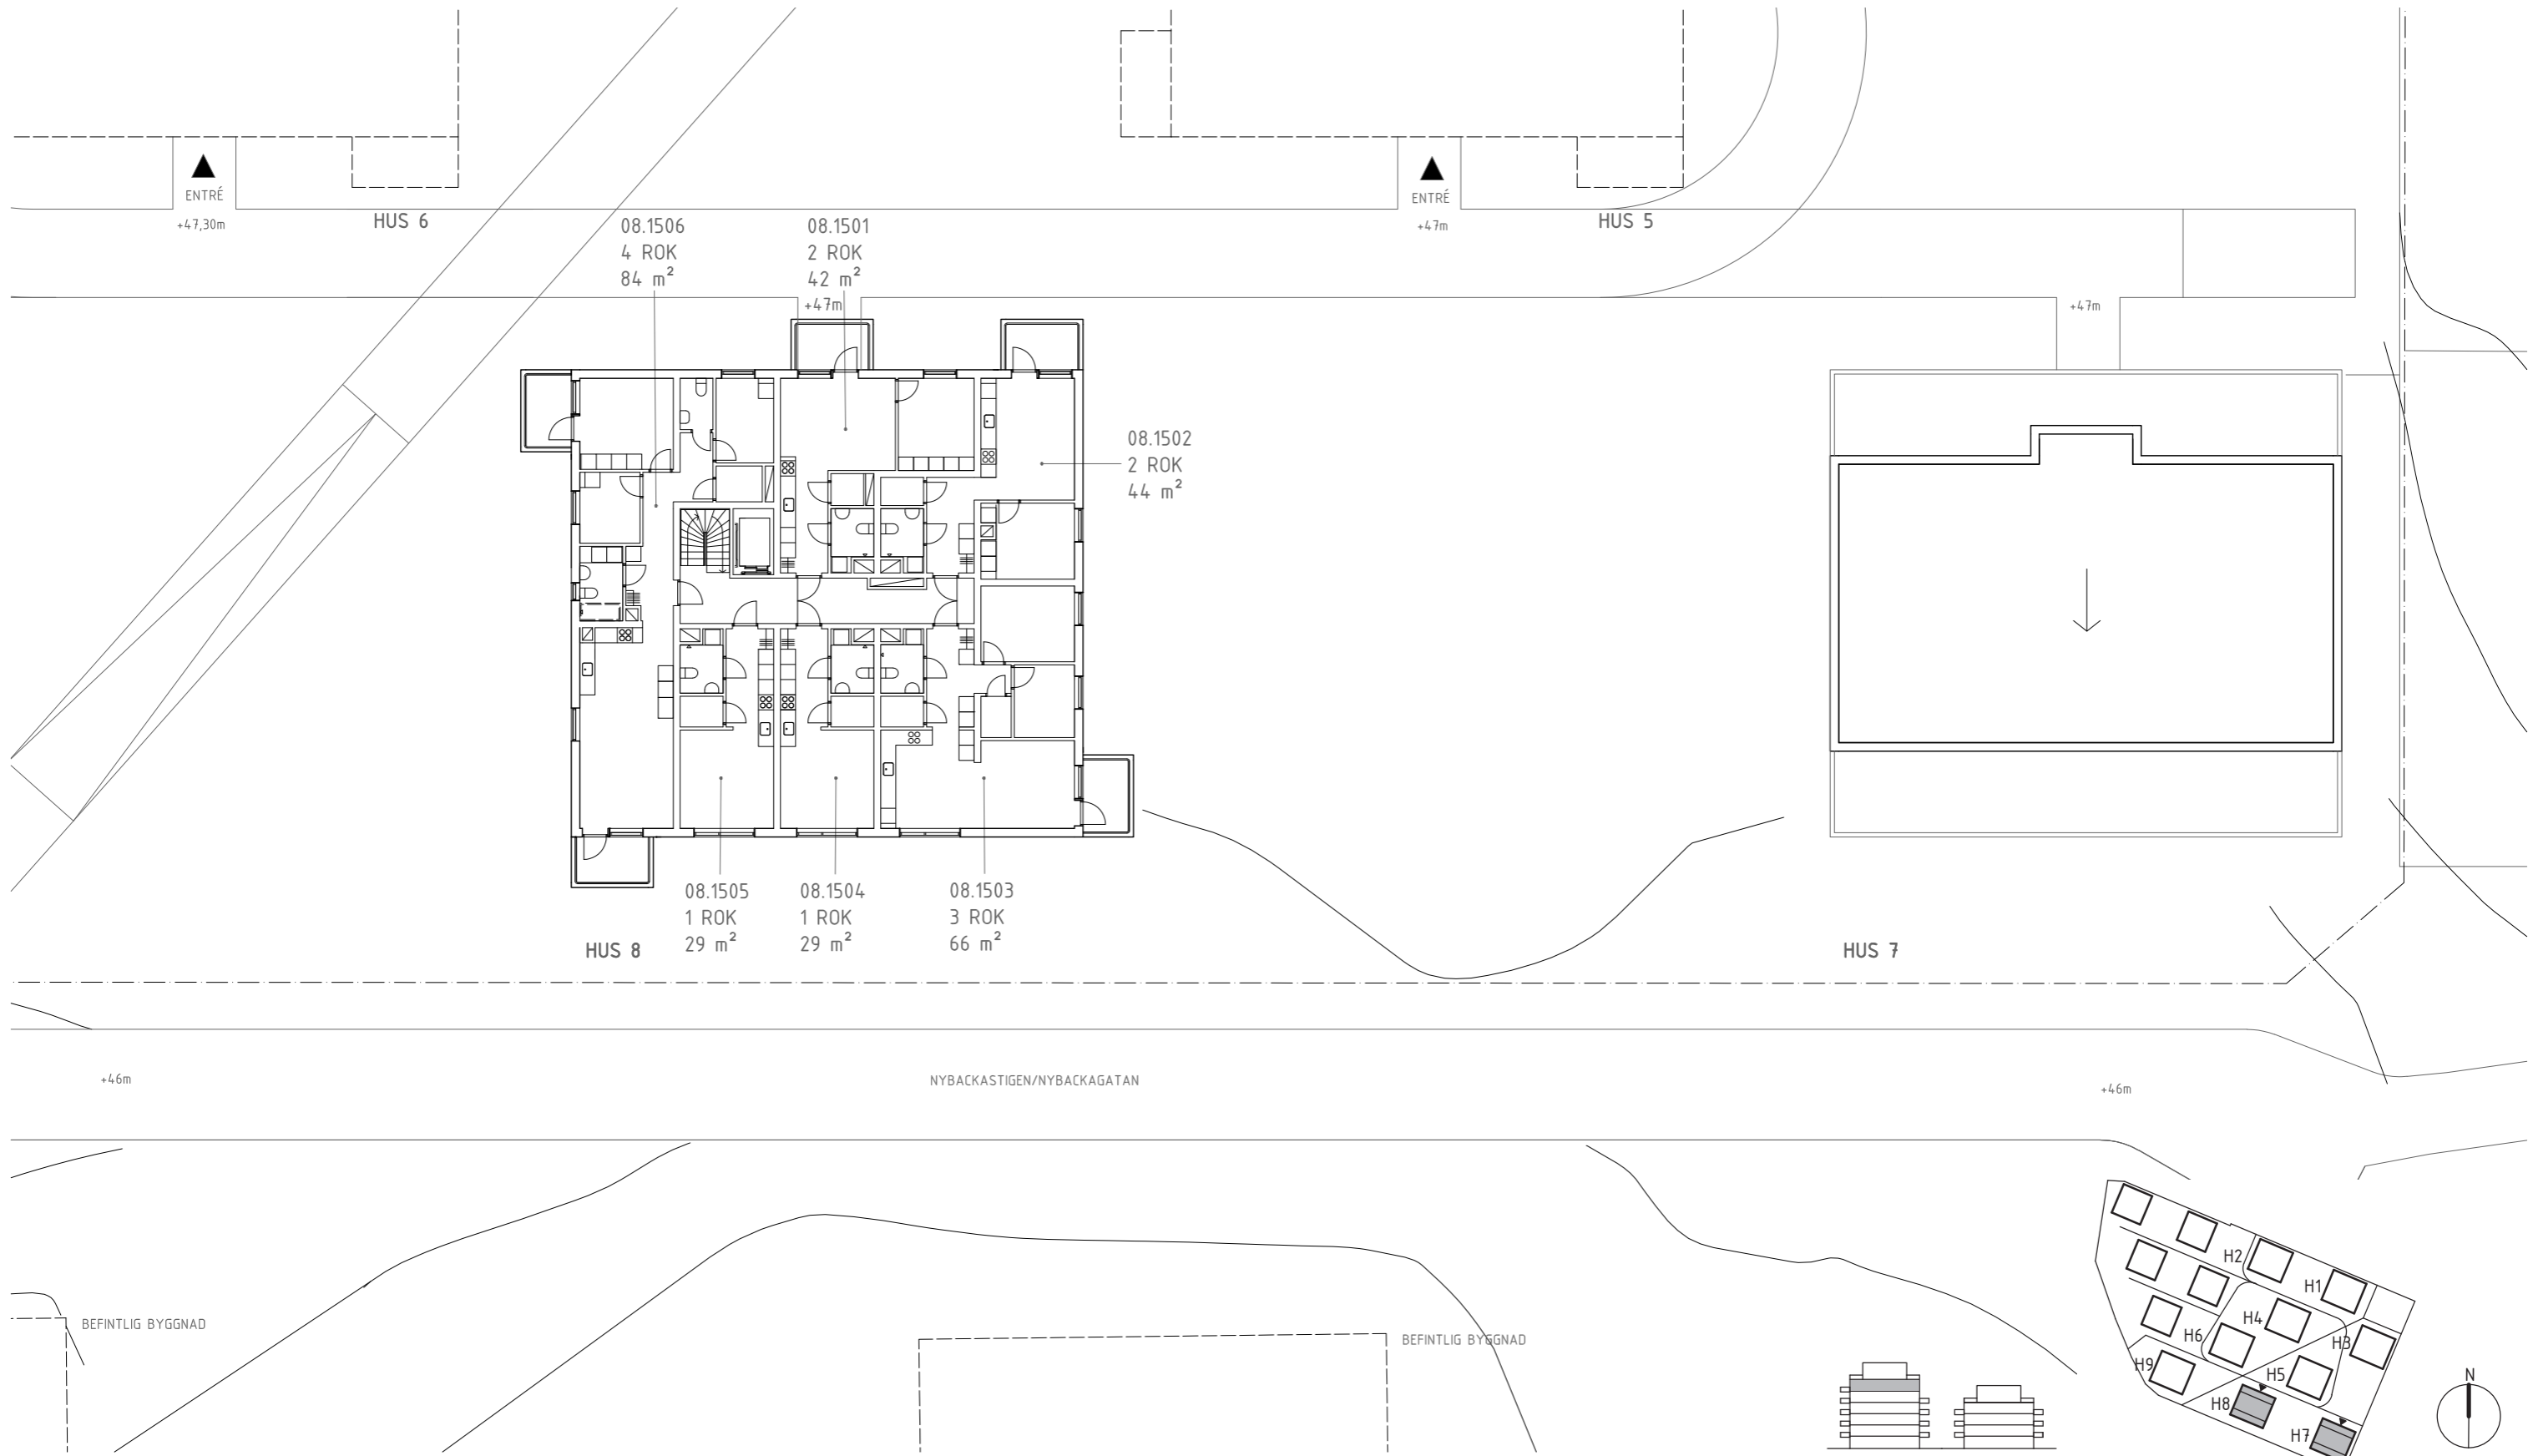 ENTRÉ
+47,30m
HUS 6
08.1506
4 ROK
84 m²
08.1501
2 ROK
42 m²
+47m
ENTRÉ
+47m
HUS 5
+47m
08.1502
2 ROK
44 m²
08.1505
1 ROK
29 m²
08.1504
1 ROK
29 m²
08.1503
3 ROK
66 m²
HUS 8
HUS 7
+46m
NYBACKASTIGEN/NYBACKAGATAN
+46m
BEFINTLIG BYGGNAD
BEFINTLIG BYGGNAD
H2
H1
H4
H6
H3
H9
H5
H8
H7
N